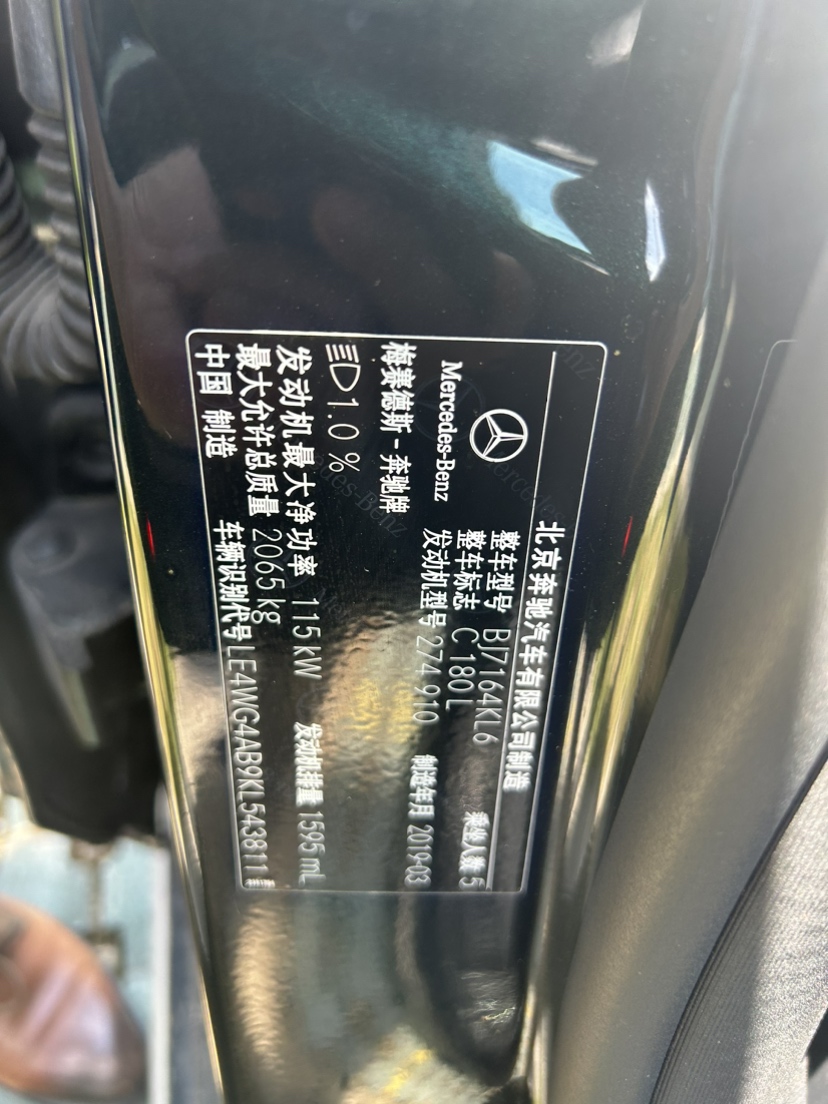 北京奔驰汽车有限公司制造
Mercedes-Benz
整车型号 BJ7164KL6 乘坐人数 5
整车标志 C 180 L
梅赛德斯 - 奔驰牌 发动机型号 274 910 制造年月 2019-03
1.0 %
发动机最大净功率 115 kW 发动机排量 1595 mL
最大允许总质量 2065 kg
中国 制造 车辆识别代号 LE4WG4AB9KL543811